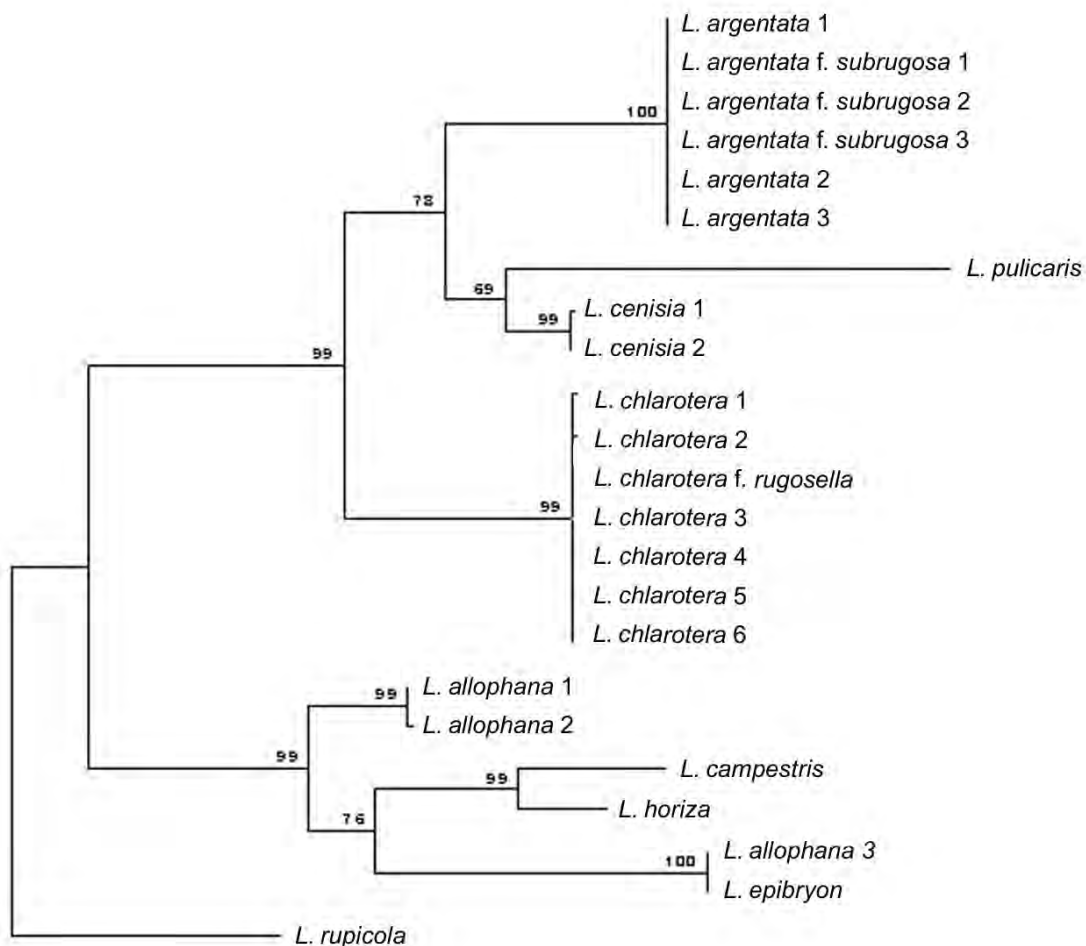 L. argentata 1
L. argentata f. subrugosa 1
L. argentata f. subrugosa 2
100
L. argentata f. subrugosa 3
L. argentata 2
78
L. argentata 3
L. pulicaris
69
L. cenisia 1
99
L. cenisia 2
99
L. chlarotera 1
L. chlarotera 2
L. chlarotera f. rugosella
99
L. chlarotera 3
L. chlarotera 4
L. chlarotera 5
L. chlarotera 6
99
L. allophana 1
L. allophana 2
99
L. campestris
99
L. horiza
76
L. allophana 3
100
L. epibryon
L. rupicola